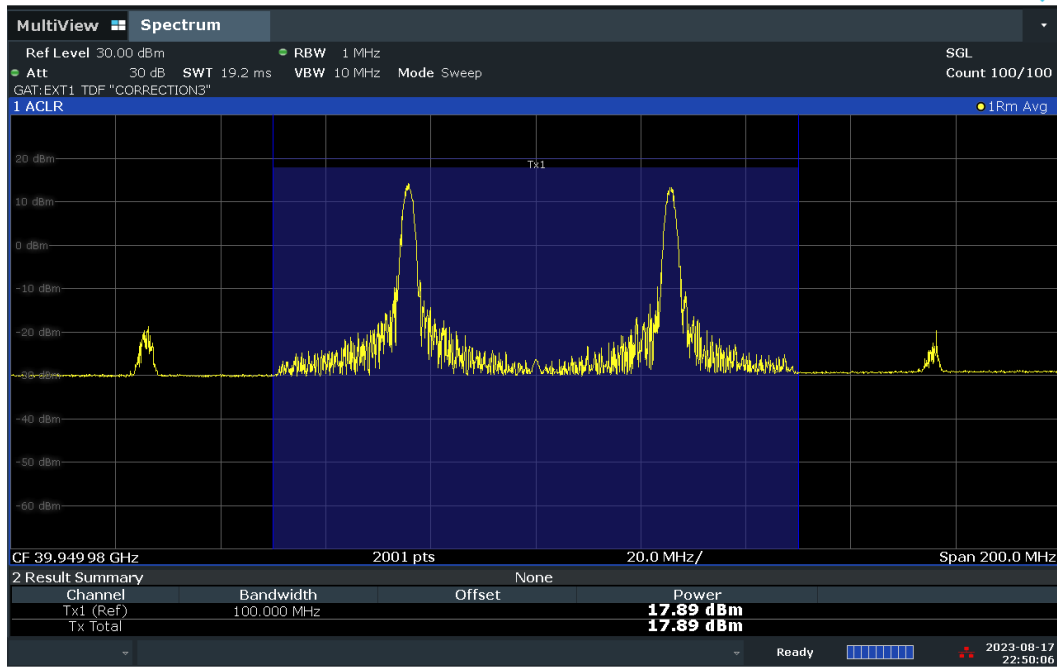 MultiView Spectrum
Ref Level 30.00 dBm RBW 1 MHz SGL
Att 30 dB SWT 19.2 ms VBW 10 MHz Mode Sweep Count 100/100
GAT:EXT1 TDF "CORRECTION3"
1 ACLR 1Rm Avg
20 dBm
Tx1
10 dBm
0 dBm
-10 dBm
-20 dBm
-30 dBm
-40 dBm
-50 dBm
-60 dBm
CF 39.94998 GHz 2001 pts 20.0 MHz/ Span 200.0 MHz
2 Result Summary None
Channel Bandwidth Offset Power
Tx1 (Ref) 100.000 MHz 17.89 dBm
Tx Total 17.89 dBm
Ready 2023-08-17
22:50:06